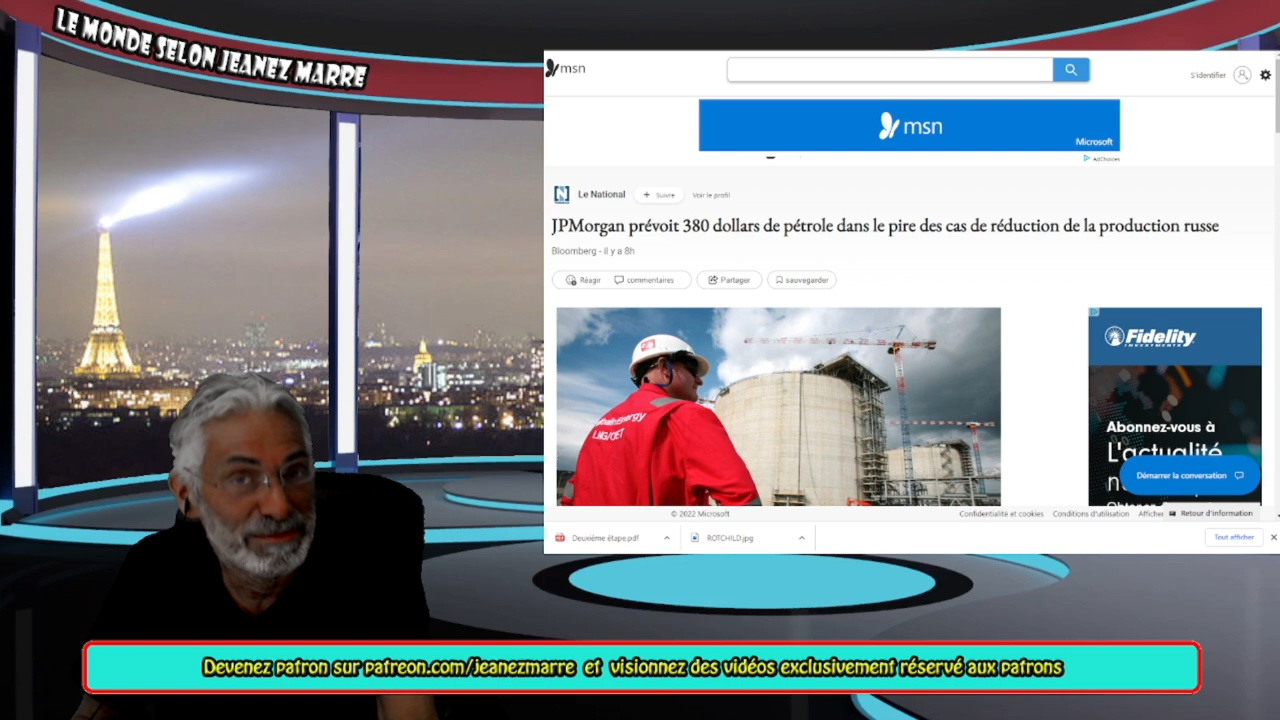 LE MONDE SELON JEANEZ MARRE
msn
S'identifier
msn
Microsoft
AdChoices
Le National
+ Suivre
Voir le profil
JPMorgan prévoit 380 dollars de pétrole dans le pire des cas de réduction de la production russe
Bloomberg - il y a 8h
Réagir
commentaires
Partager
sauvegarder
LNG/OET
Fidelity
INVESTMENTS
Abonnez-vous à
L'actualité
Démarrer la conversation
© 2022 Microsoft
Confidentialité et cookies
Conditions d'utilisation
Afficher
Retour d'information
Deuxième étape.pdf
ROTCHILD.jpg
Tout afficher
Devenez patron sur patreon.com/jeanezmarre et visionnez des vidéos exclusivement réservé aux patrons